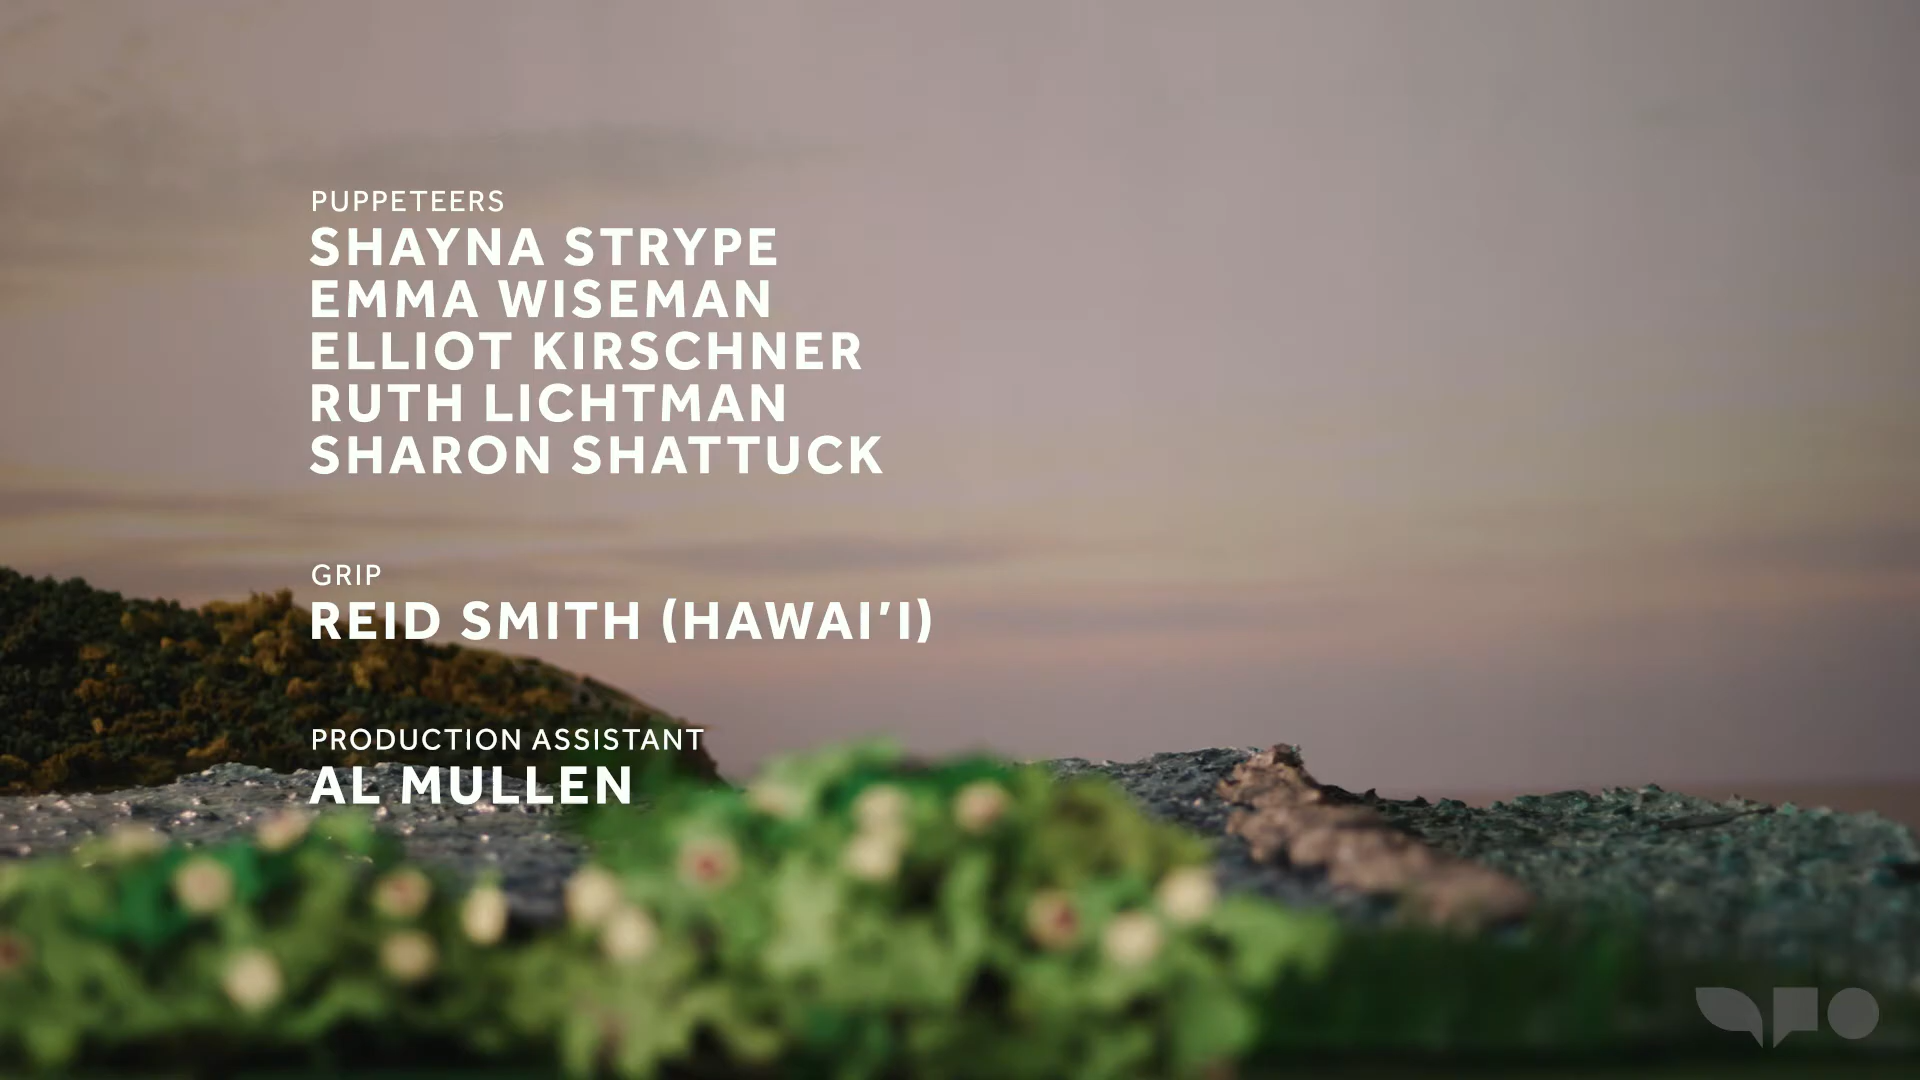 PUPPETEERS
SHAYNA STRYPE
EMMA WISEMAN
ELLIOT KIRSCHNER
RUTH LICHTMAN
SHARON SHATTUCK
GRIP
REID SMITH (HAWAI'I)
PRODUCTION ASSISTANT
AL MULLEN